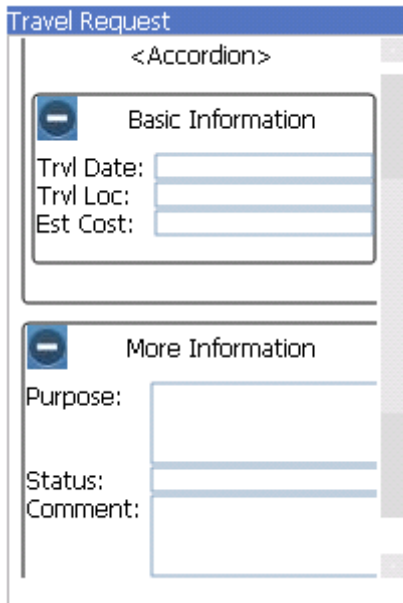 Travel Request
<Accordion>
Basic Information
Trvl Date:
Trvl Loc:
Est Cost:
More Information
Purpose:
Status:
Comment: